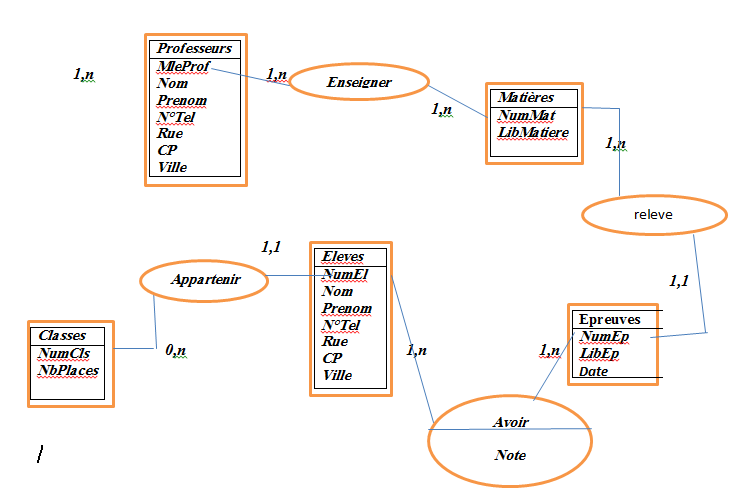 Professeurs
MleProf
Nom
Prenom
N°Tel
Rue
CP
Ville
1,n
1,n
Enseigner
1,n
Matières
NumMat
LibMatiere
1,n
releve
1,1
Appartenir
1,1
Eleves
NumEl
Nom
Prenom
N°Tel
Rue
CP
Ville
Classes
NumCls
NbPlaces
0,n
1,n
1,n
Epreuves
NumEp
LibEp
Date
Avoir
Note
/